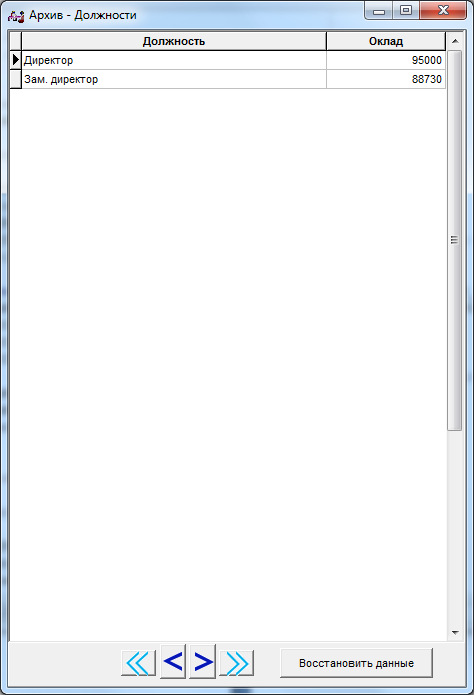 Архив - Должности
Должность Оклад
Директор 95000
Зам. директор 88730
Восстановить данные